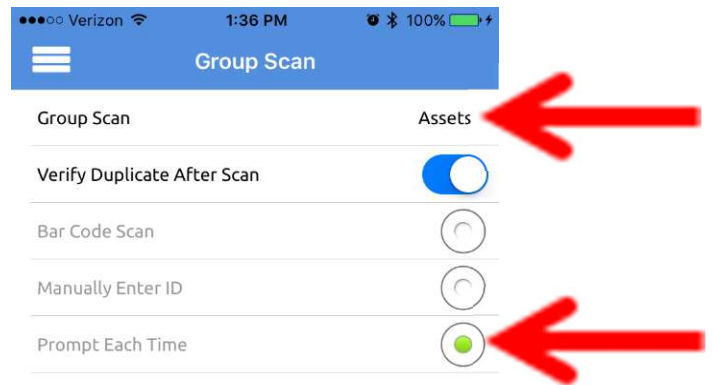 Verizon 1:36 PM 100%
Group Scan
Group Scan Assets
Verify Duplicate After Scan
Bar Code Scan
Manually Enter ID
Prompt Each Time